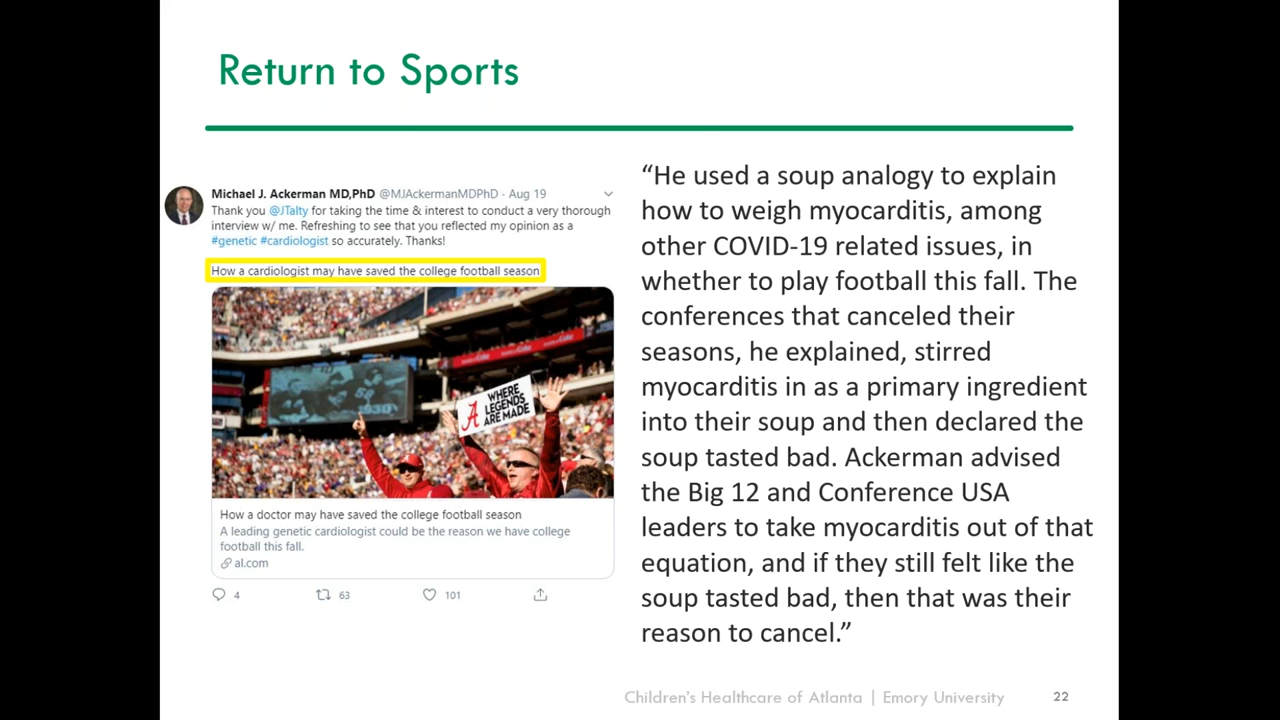 Return to Sports
Michael J. Ackerman MD,PhD @MJAckermanMDPhD · Aug 19
Thank you @JTalty for taking the time & interest to conduct a very thorough
interview w/ me. Refreshing to see that you reflected my opinion as a
#genetic #cardiologist so accurately. Thanks!
How a cardiologist may have saved the college football season
WHERE
LEGENDS
ARE MADE
How a doctor may have saved the college football season
A leading genetic cardiologist could be the reason we have college
football this fall.
al.com
4 63 101
“He used a soup analogy to explain
how to weigh myocarditis, among
other COVID-19 related issues, in
whether to play football this fall. The
conferences that canceled their
seasons, he explained, stirred
myocarditis in as a primary ingredient
into their soup and then declared the
soup tasted bad. Ackerman advised
the Big 12 and Conference USA
leaders to take myocarditis out of that
equation, and if they still felt like the
soup tasted bad, then that was their
reason to cancel.”
Children's Healthcare of Atlanta | Emory University 22